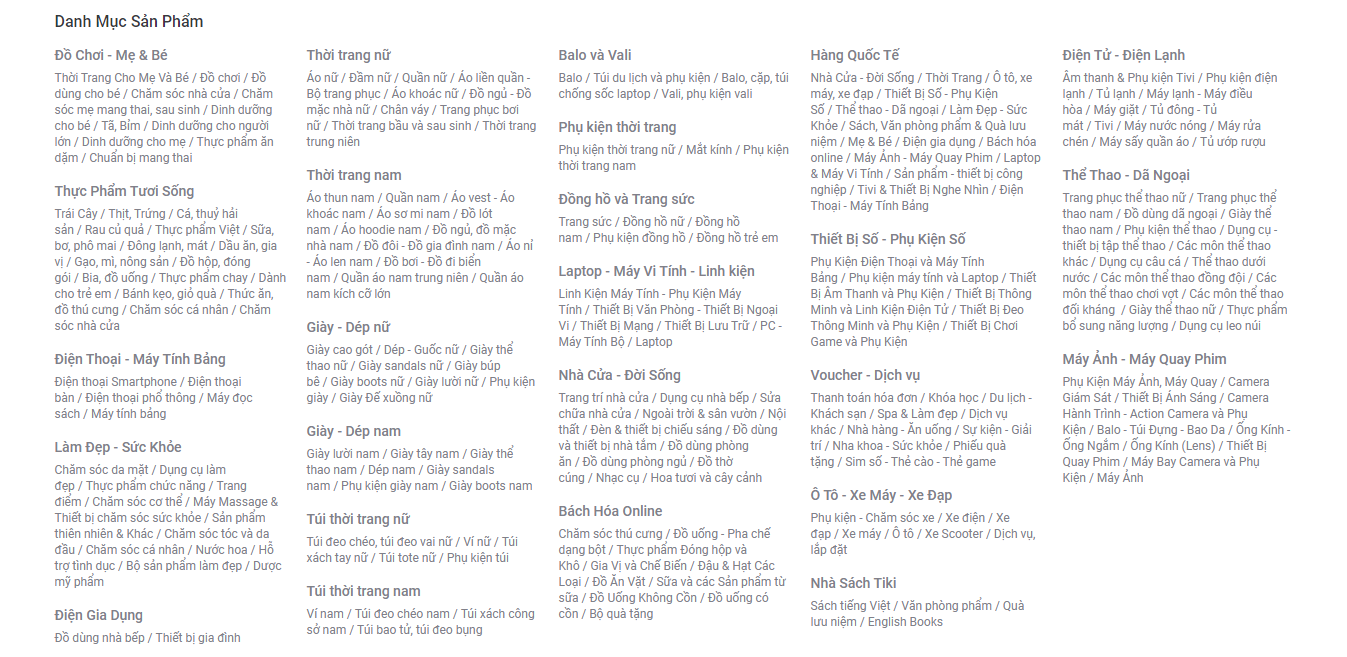 Danh Mục Sản Phẩm
Đồ Chơi - Mẹ & Bé
Thời Trang Cho Mẹ Và Bé / Đồ chơi / Đồ
dùng cho bé / Chăm sóc nhà cửa / Chăm
sóc mẹ mang thai, sau sinh / Dinh dưỡng
cho bé / Tã, Bỉm / Dinh dưỡng cho người
lớn / Dinh dưỡng cho mẹ / Thực phẩm ăn
dặm / Chuẩn bị mang thai
Thực Phẩm Tươi Sống
Trái Cây / Thịt, Trứng / Cá, thuỷ hải
sản / Rau củ quả / Thực phẩm Việt / Sữa,
bơ, phô mai / Đông lạnh, mát / Dầu ăn, gia
vị / Gạo, mì, nông sản / Đồ hộp, đóng
gói / Bia, đồ uống / Thực phẩm chay / Dành
cho trẻ em / Bánh kẹo, giỏ quà / Thức ăn,
đồ thú cưng / Chăm sóc cá nhân / Chăm
sóc nhà cửa
Điện Thoại - Máy Tính Bảng
Điện thoại Smartphone / Điện thoại
bàn / Điện thoại phổ thông / Máy đọc
sách / Máy tính bảng
Làm Đẹp - Sức Khỏe
Chăm sóc da mặt / Dụng cụ làm
đẹp / Thực phẩm chức năng / Trang
điểm / Chăm sóc cơ thể / Máy Massage &
Thiết bị chăm sóc sức khỏe / Sản phẩm
thiên nhiên & Khác / Chăm sóc tóc và da
đầu / Chăm sóc cá nhân / Nước hoa / Hỗ
trợ tình dục / Bộ sản phẩm làm đẹp / Dược
mỹ phẩm
Điện Gia Dụng
Đồ dùng nhà bếp / Thiết bị gia đình
Thời trang nữ
Áo nữ / Đầm nữ / Quần nữ / Áo liền quần -
Bộ trang phục / Áo khoác nữ / Đồ ngủ - Đồ
mặc nhà nữ / Chân váy / Trang phục bơi
nữ / Thời trang bầu và sau sinh / Thời trang
trung niên
Thời trang nam
Áo thun nam / Quần nam / Áo vest - Áo
khoác nam / Áo sơ mi nam / Đồ lót
nam / Áo hoodie nam / Đồ ngủ, đồ mặc
nhà nam / Đồ đôi - Đồ gia đình nam / Áo nỉ
- Áo len nam / Đồ bơi - Đồ đi biển
nam / Quần áo nam trung niên / Quần áo
nam kích cỡ lớn
Giày - Dép nữ
Giày cao gót / Dép - Guốc nữ / Giày thể
thao nữ / Giày sandals nữ / Giày búp
bê / Giày boots nữ / Giày lười nữ / Phụ kiện
giày / Giày Đế xuồng nữ
Giày - Dép nam
Giày lười nam / Giày tây nam / Giày thể
thao nam / Dép nam / Giày sandals
nam / Phụ kiện giày nam / Giày boots nam
Túi thời trang nữ
Túi đeo chéo, túi đeo vai nữ / Ví nữ / Túi
xách tay nữ / Túi tote nữ / Phụ kiện túi
Túi thời trang nam
Ví nam / Túi đeo chéo nam / Túi xách công
sở nam / Túi bao tử, túi đeo bụng
Balo và Vali
Balo / Túi du lịch và phụ kiện / Balo, cặp, túi
chống sốc laptop / Vali, phụ kiện vali
Phụ kiện thời trang
Phụ kiện thời trang nữ / Mắt kính / Phụ kiện
thời trang nam
Đồng hồ và Trang sức
Trang sức / Đồng hồ nữ / Đồng hồ
nam / Phụ kiện đồng hồ / Đồng hồ trẻ em
Laptop - Máy Vi Tính - Linh kiện
Linh Kiện Máy Tính - Phụ Kiện Máy
Tính / Thiết Bị Văn Phòng - Thiết Bị Ngoại
Vi / Thiết Bị Mạng / Thiết Bị Lưu Trữ / PC -
Máy Tính Bộ / Laptop
Nhà Cửa - Đời Sống
Trang trí nhà cửa / Dụng cụ nhà bếp / Sửa
chữa nhà cửa / Ngoài trời & sân vườn / Nội
thất / Đèn & thiết bị chiếu sáng / Đồ dùng
và thiết bị nhà tắm / Đồ dùng phòng
ăn / Đồ dùng phòng ngủ / Đồ thờ
cúng / Nhạc cụ / Hoa tươi và cây cảnh
Bách Hóa Online
Chăm sóc thú cưng / Đồ uống - Pha chế
dạng bột / Thực phẩm Đóng hộp và
Khô / Gia Vị và Chế Biến / Đậu & Hạt Các
Loại / Đồ Ăn Vặt / Sữa và các Sản phẩm từ
sữa / Đồ Uống Không Cồn / Đồ uống có
cồn / Bộ quà tặng
Hàng Quốc Tế
Nhà Cửa - Đời Sống / Thời Trang / Ô tô, xe
máy, xe đạp / Thiết Bị Số - Phụ Kiện
Số / Thể thao - Dã ngoại / Làm Đẹp - Sức
Khỏe / Sách, Văn phòng phẩm & Quà lưu
niệm / Mẹ & Bé / Điện gia dụng / Bách hóa
online / Máy Ảnh - Máy Quay Phim / Laptop
& Máy Vi Tính / Sản phẩm - thiết bị công
nghiệp / Tivi & Thiết Bị Nghe Nhìn / Điện
Thoại - Máy Tính Bảng
Thiết Bị Số - Phụ Kiện Số
Phụ Kiện Điện Thoại và Máy Tính
Bảng / Phụ kiện máy tính và Laptop / Thiết
Bị Âm Thanh và Phụ Kiện / Thiết Bị Thông
Minh và Linh Kiện Điện Tử / Thiết Bị Đeo
Thông Minh và Phụ Kiện / Thiết Bị Chơi
Game và Phụ Kiện
Voucher - Dịch vụ
Thanh toán hóa đơn / Khóa học / Du lịch -
Khách sạn / Spa & Làm đẹp / Dịch vụ
khác / Nhà hàng - Ăn uống / Sự kiện - Giải
trí / Nha khoa - Sức khỏe / Phiếu quà
tặng / Sim số - Thẻ cào - Thẻ game
Ô Tô - Xe Máy - Xe Đạp
Phụ kiện - Chăm sóc xe / Xe điện / Xe
đạp / Xe máy / Ô tô / Xe Scooter / Dịch vụ,
lắp đặt
Nhà Sách Tiki
Sách tiếng Việt / Văn phòng phẩm / Quà
lưu niệm / English Books
Điện Tử - Điện Lạnh
Âm thanh & Phụ kiện Tivi / Phụ kiện điện
lạnh / Tủ lạnh / Máy lạnh - Máy điều
hòa / Máy giặt / Tủ đông - Tủ
mát / Tivi / Máy nước nóng / Máy rửa
chén / Máy sấy quần áo / Tủ ướp rượu
Thể Thao - Dã Ngoại
Trang phục thể thao nữ / Trang phục thể
thao nam / Đồ dùng dã ngoại / Giày thể
thao nam / Phụ kiện thể thao / Dụng cụ -
thiết bị tập thể thao / Các môn thể thao
khác / Dụng cụ câu cá / Thể thao dưới
nước / Các môn thể thao đồng đội / Các
môn thể thao chơi vợt / Các môn thể thao
đối kháng / Giày thể thao nữ / Thực phẩm
bổ sung năng lượng / Dụng cụ leo núi
Máy Ảnh - Máy Quay Phim
Phụ Kiện Máy Ảnh, Máy Quay / Camera
Giám Sát / Thiết Bị Ánh Sáng / Camera
Hành Trình - Action Camera và Phụ
Kiện / Balo - Túi Đựng - Bao Da / Ống Kính -
Ống Ngắm / Ống Kính (Lens) / Thiết Bị
Quay Phim / Máy Bay Camera và Phụ
Kiện / Máy Ảnh